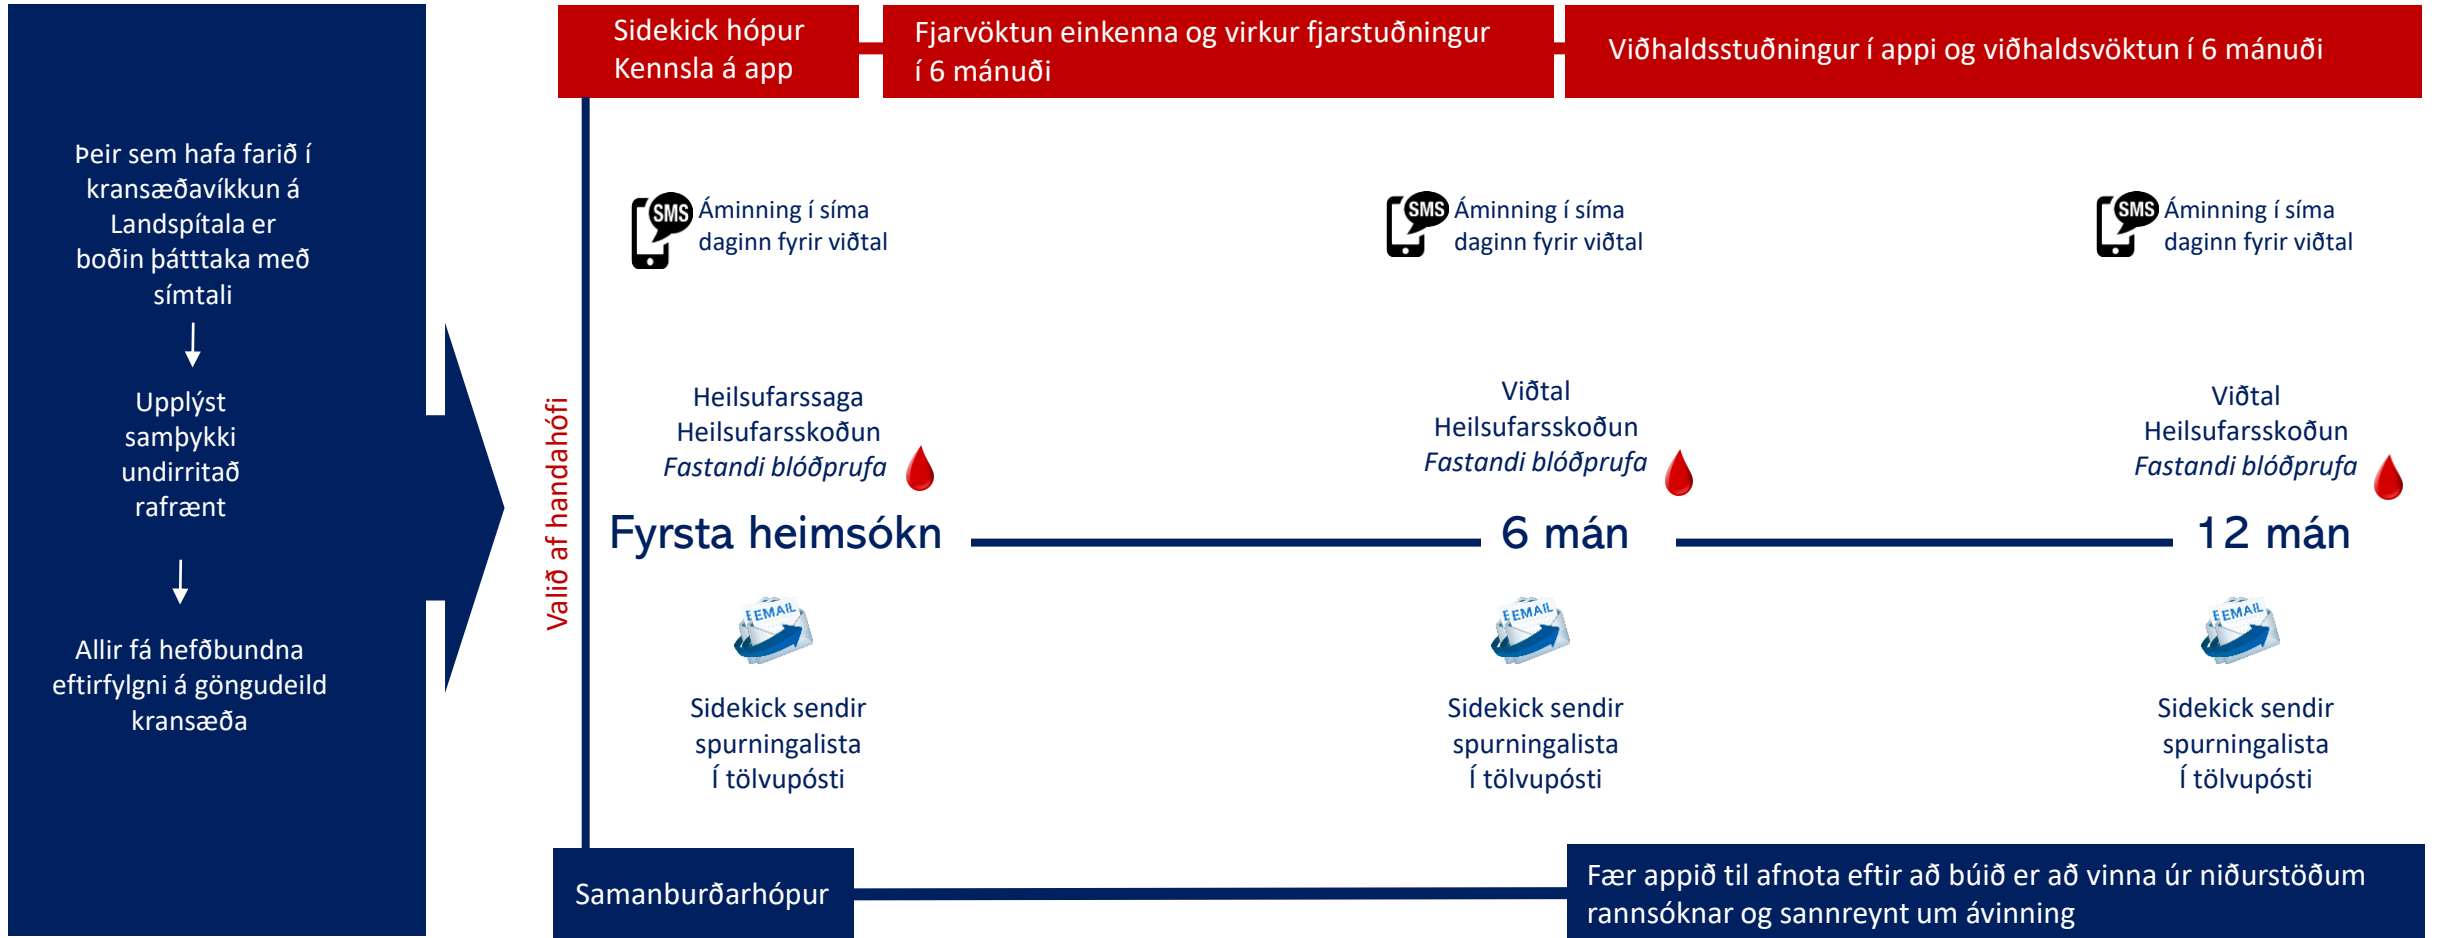 Þeir sem hafa farið í
kransæðavíkkun á
Landspítala er
boðin þátttaka með
símtali
Upplýst
samþykki
undirritað
rafrænt
Allir fá hefðbundna
eftirfylgni á göngudeild
kransæða
Valið af handahófi
Sidekick hópur
Kennsla á app
Fjarvöktun einkenna og virkur fjarstuðningur
í 6 mánuði
Viðhaldsstuðningur í appi og viðhaldsvöktun í 6 mánuði
SMS
Áminning í síma
daginn fyrir viðtal
SMS
Áminning í síma
daginn fyrir viðtal
SMS
Áminning í síma
daginn fyrir viðtal
Heilsufarssaga
Heilsufarsskoðun
Fastandi blóðprufa
Viðtal
Heilsufarsskoðun
Fastandi blóðprufa
Viðtal
Heilsufarsskoðun
Fastandi blóðprufa
Fyrsta heimsókn
6 mán
12 mán
EMAIL
EMAIL
EMAIL
Sidekick sendir
spurningalista
Í tölvupósti
Sidekick sendir
spurningalista
Í tölvupósti
Sidekick sendir
spurningalista
Í tölvupósti
Samanburðarhópur
Fær appið til afnota eftir að búið er að vinna úr niðurstöðum
rannsóknar og sannreynt um ávinning